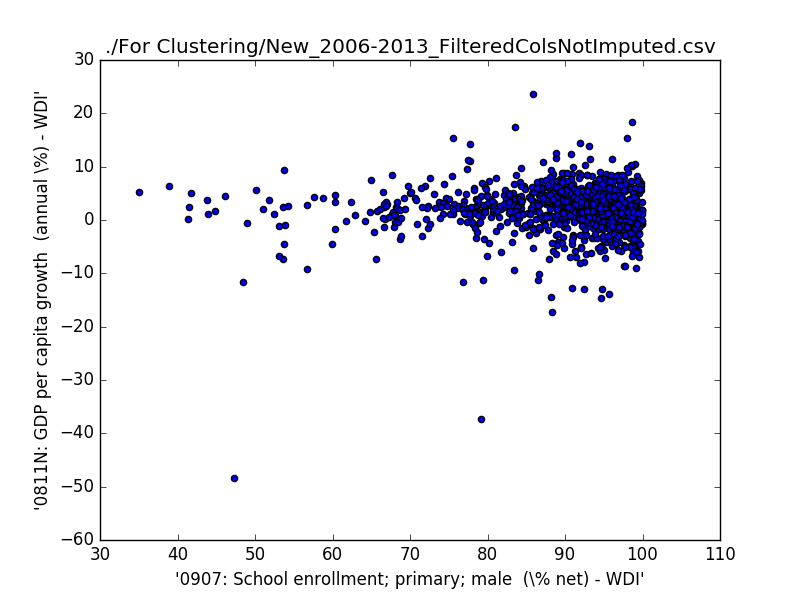 ./For Clustering/New_2006-2013_FilteredColsNotImputed.csv
30
20
10
0
−10
−20
−30
−40
−50
−60
'0811N: GDP per capita growth  (annual \%) - WDI'
30 40 50 60 70 80 90 100 110
'0907: School enrollment; primary; male  (\% net) - WDI'